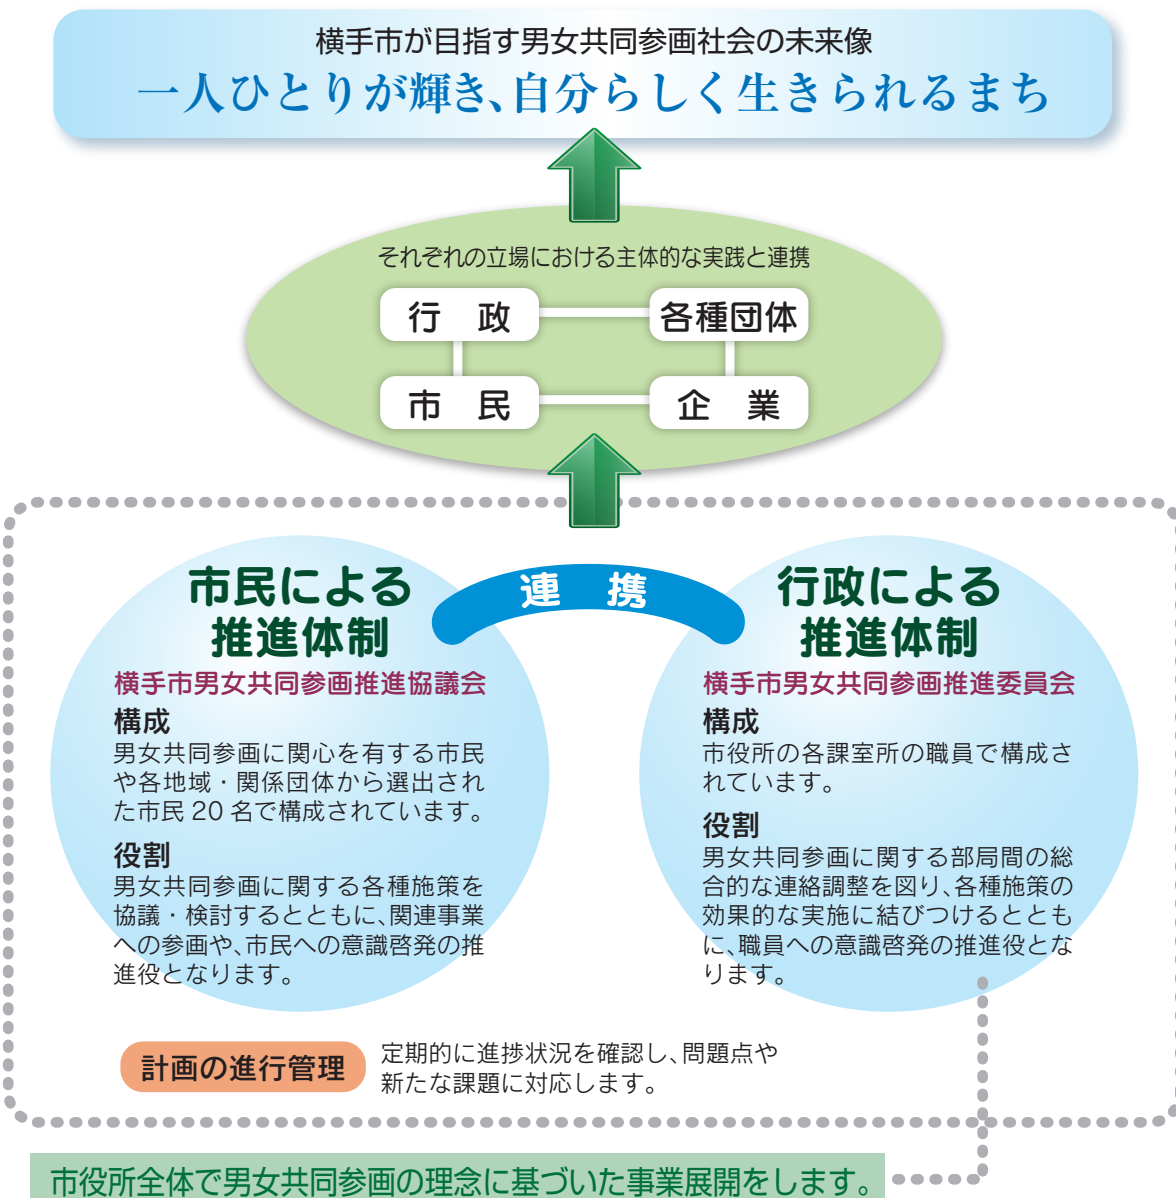 横手市が目指す男女共同参画社会の未来像
一人ひとりが輝き、自分らしく生きられるまち
それぞれの立場における主体的な実践と連携
行　政
各種団体
市　民
企　業
連　携
市民による
推進体制
横手市男女共同参画推進協議会
構成
男女共同参画に関心を有する市民
や各地域・関係団体から選出され
た市民 20 名で構成されています。
役割
男女共同参画に関する各種施策を
協議・検討するとともに、関連事業
への参画や、市民への意識啓発の推
進役となります。
行政による
推進体制
横手市男女共同参画推進委員会
構成
市役所の各課室所の職員で構成さ
れています。
役割
男女共同参画に関する部局間の総
合的な連絡調整を図り、各種施策の
効果的な実施に結びつけるととも
に、職員への意識啓発の推進役とな
ります。
計画の進行管理
定期的に進捗状況を確認し、問題点や
新たな課題に対応します。
市役所全体で男女共同参画の理念に基づいた事業展開をします。